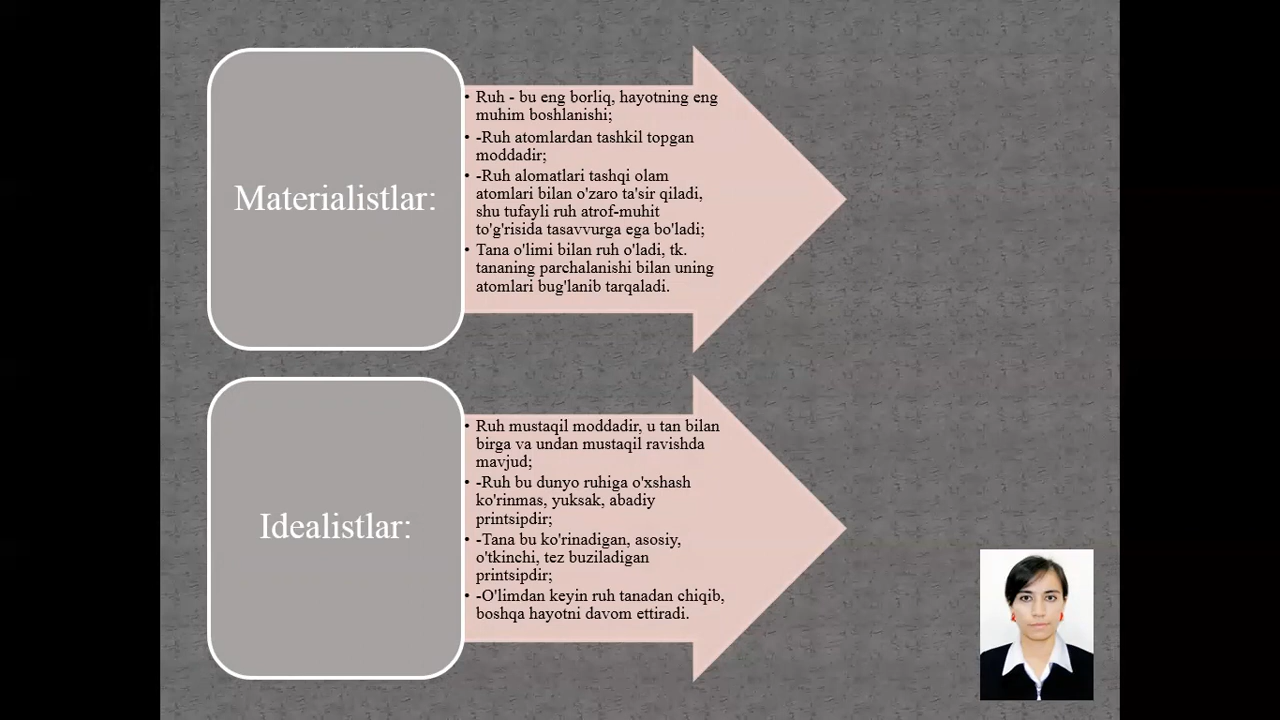 Materialistlar:
• Ruh - bu eng borliq, hayotning eng
muhim boshlanishi;
• -Ruh atomlardan tashkil topgan
moddadir;
• -Ruh alomatlari tashqi olam
atomlari bilan o'zaro ta'sir qiladi,
shu tufayli ruh atrof-muhit
to'g'risida tasavvurga ega bo'ladi;
• Tana o'limi bilan ruh o'ladi, tk.
tananing parchalanishi bilan uning
atomlari bug'lanib tarqaladi.
Idealistlar:
• Ruh mustaqil moddadir, u tan bilan
birga va undan mustaqil ravishda
mavjud;
• -Ruh bu dunyo ruhiga o'xshash
ko'rinmas, yuksak, abadiy
printsipdir;
• -Tana bu ko'rinadigan, asosiy,
o'tkinchi, tez buziladigan
printsipdir;
• -O'limdan keyin ruh tanadan chiqib,
boshqa hayotni davom ettiradi.